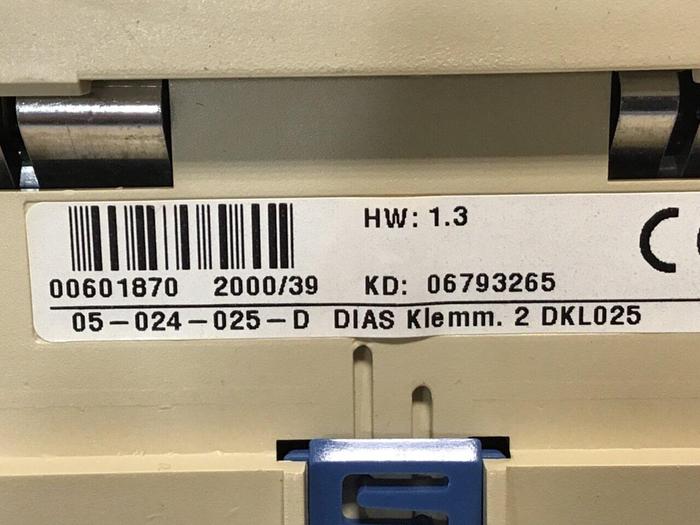 HW: 1.3
00601870 2000/39 KD: 06793265
05-024-025-D DIAS Klemm. 2 DKL025